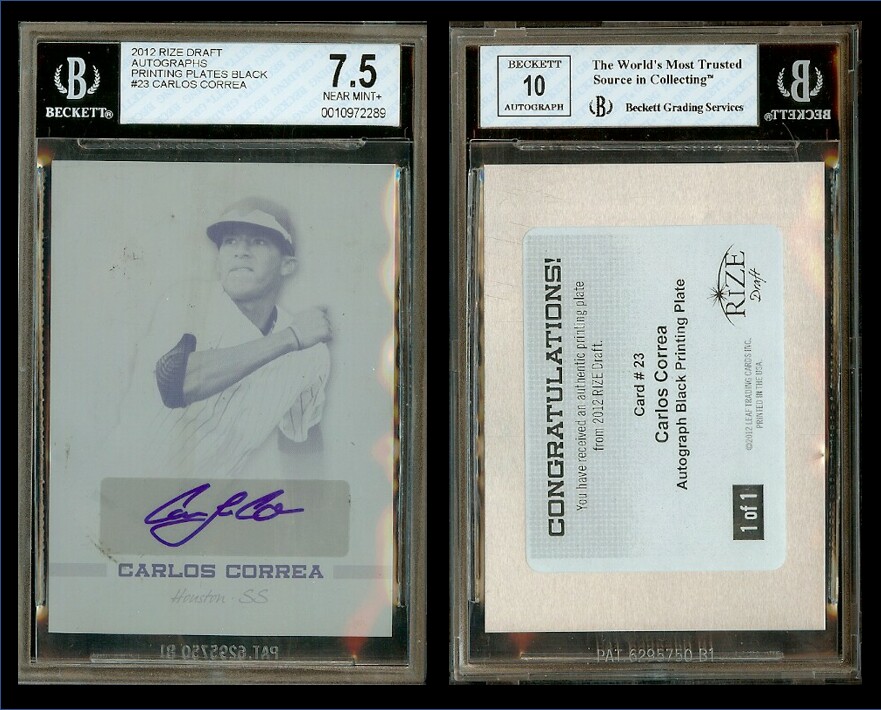 B
BECKETT®
2012 RIZE DRAFT
AUTOGRAPHS
PRINTING PLATES BLACK
#23 CARLOS CORREA
7.5
NEAR MINT+
0010972289
CARLOS CORREA
Houston · SS
PAT. 6295750 B1
BECKETT
10
AUTOGRAPH
The World's Most Trusted
Source in Collecting™
B
Beckett Grading Services
B
BECKETT®
CONGRATULATIONS!
You have received an authentic printing plate
from 2012 RIZE Draft.
Card # 23
Carlos Correa
Autograph Black Printing Plate
RIZE
Draft
1 of 1
©2012 LEAF TRADING CARDS INC.
PRINTED IN THE USA.
PAT. 6295750 B1